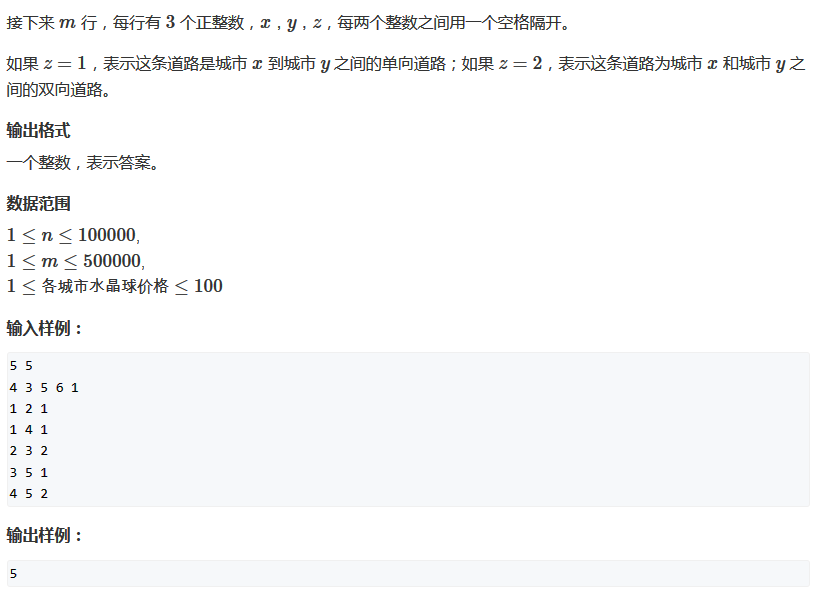 接下来 m 行，每行有 3 个正整数，x，y，z，每两个整数之间用一个空格隔开。
如果 z = 1，表示这条道路是城市 x 到城市 y 之间的单向道路；如果 z = 2，表示这条道路为城市 x 和城市 y 之
间的双向道路。
输出格式
一个整数，表示答案。
数据范围
1 ≤ n ≤ 100000,
1 ≤ m ≤ 500000,
1 ≤ 各城市水晶球价格 ≤ 100
输入样例：
5 5
4 3 5 6 1
1 2 1
1 4 1
2 3 2
3 5 1
4 5 2
输出样例：
5